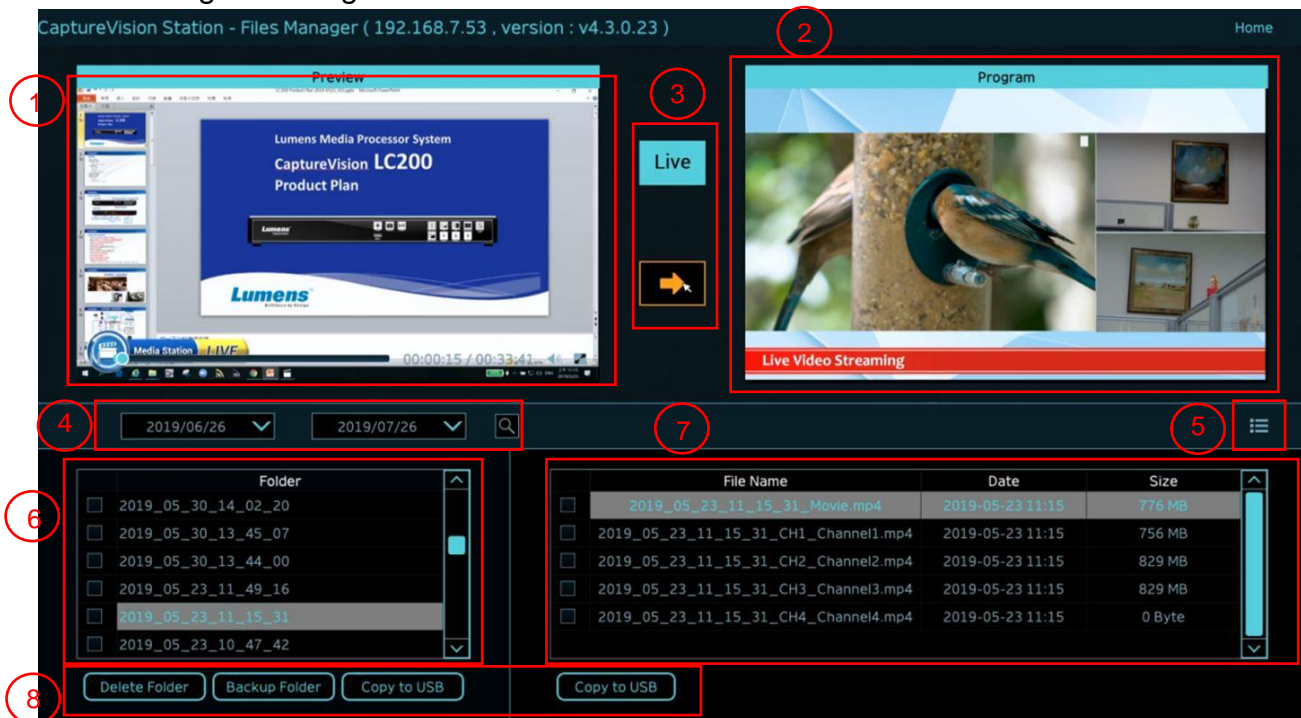 CaptureVision Station - Files Manager ( 192.168.7.53 , version : v4.3.0.23 )
Home
1
2
3
Preview
Program
Lumens Media Processor System
CaptureVision LC200
Product Plan
Lumens
Lumens
Media Station LIVE
00:00:15 / 00:33:41
Live
Live Video Streaming
4
2019/06/26
2019/07/26
7
5
6
Folder
2019_05_30_14_02_20
2019_05_30_13_45_07
2019_05_30_13_44_00
2019_05_23_11_49_16
2019_05_23_11_15_31
2019_05_23_10_47_42
File Name Date Size
2019_05_23_11_15_31_Movie.mp4 2019-05-23 11:15 776 MB
2019_05_23_11_15_31_CH1_Channel1.mp4 2019-05-23 11:15 756 MB
2019_05_23_11_15_31_CH2_Channel2.mp4 2019-05-23 11:15 829 MB
2019_05_23_11_15_31_CH3_Channel3.mp4 2019-05-23 11:15 829 MB
2019_05_23_11_15_31_CH4_Channel4.mp4 2019-05-23 11:15 0 Byte
8
Delete Folder Backup Folder Copy to USB
Copy to USB